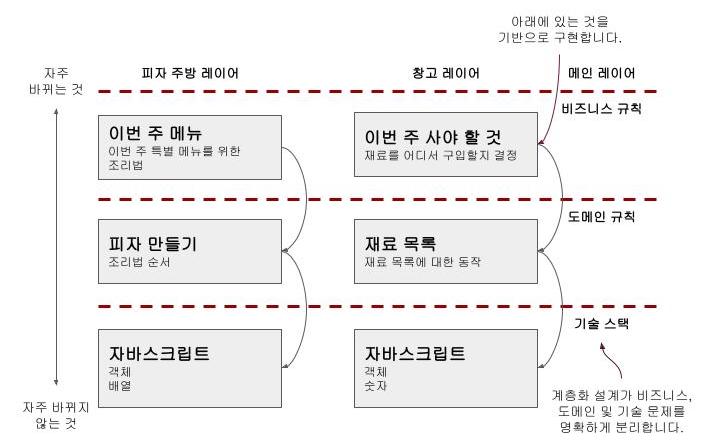 아래에 있는 것을
기반으로 구현합니다.
자주
바뀌는 것
피자 주방 레이어
창고 레이어
메인 레이어
비즈니스 규칙
이번 주 메뉴
이번 주 특별 메뉴를 위한
조리법
이번 주 사야 할 것
재료를 어디서 구입할지 결정
도메인 규칙
피자 만들기
조리법 순서
재료 목록
재료 목록에 대한 동작
기술 스택
자바스크립트
객체
배열
자바스크립트
객체
숫자
자주 바뀌지
않는 것
계층화 설계가 비즈니스,
도메인 및 기술 문제를
명확하게 분리합니다.